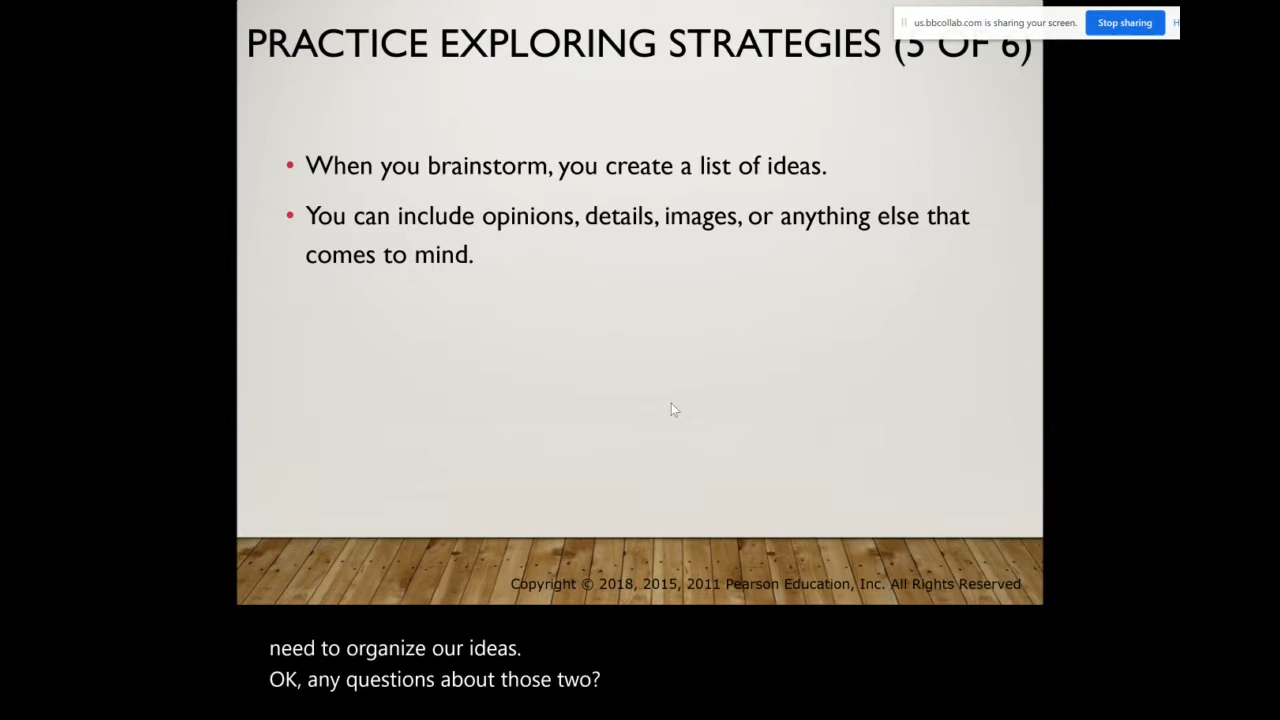 us.bbcollab.com is sharing your screen.
Stop sharing
H
PRACTICE EXPLORING STRATEGIES (5 OF 6)
• When you brainstorm, you create a list of ideas.
• You can include opinions, details, images, or anything else that
comes to mind.
Copyright © 2018, 2015, 2011 Pearson Education, Inc. All Rights Reserved
need to organize our ideas.
OK, any questions about those two?